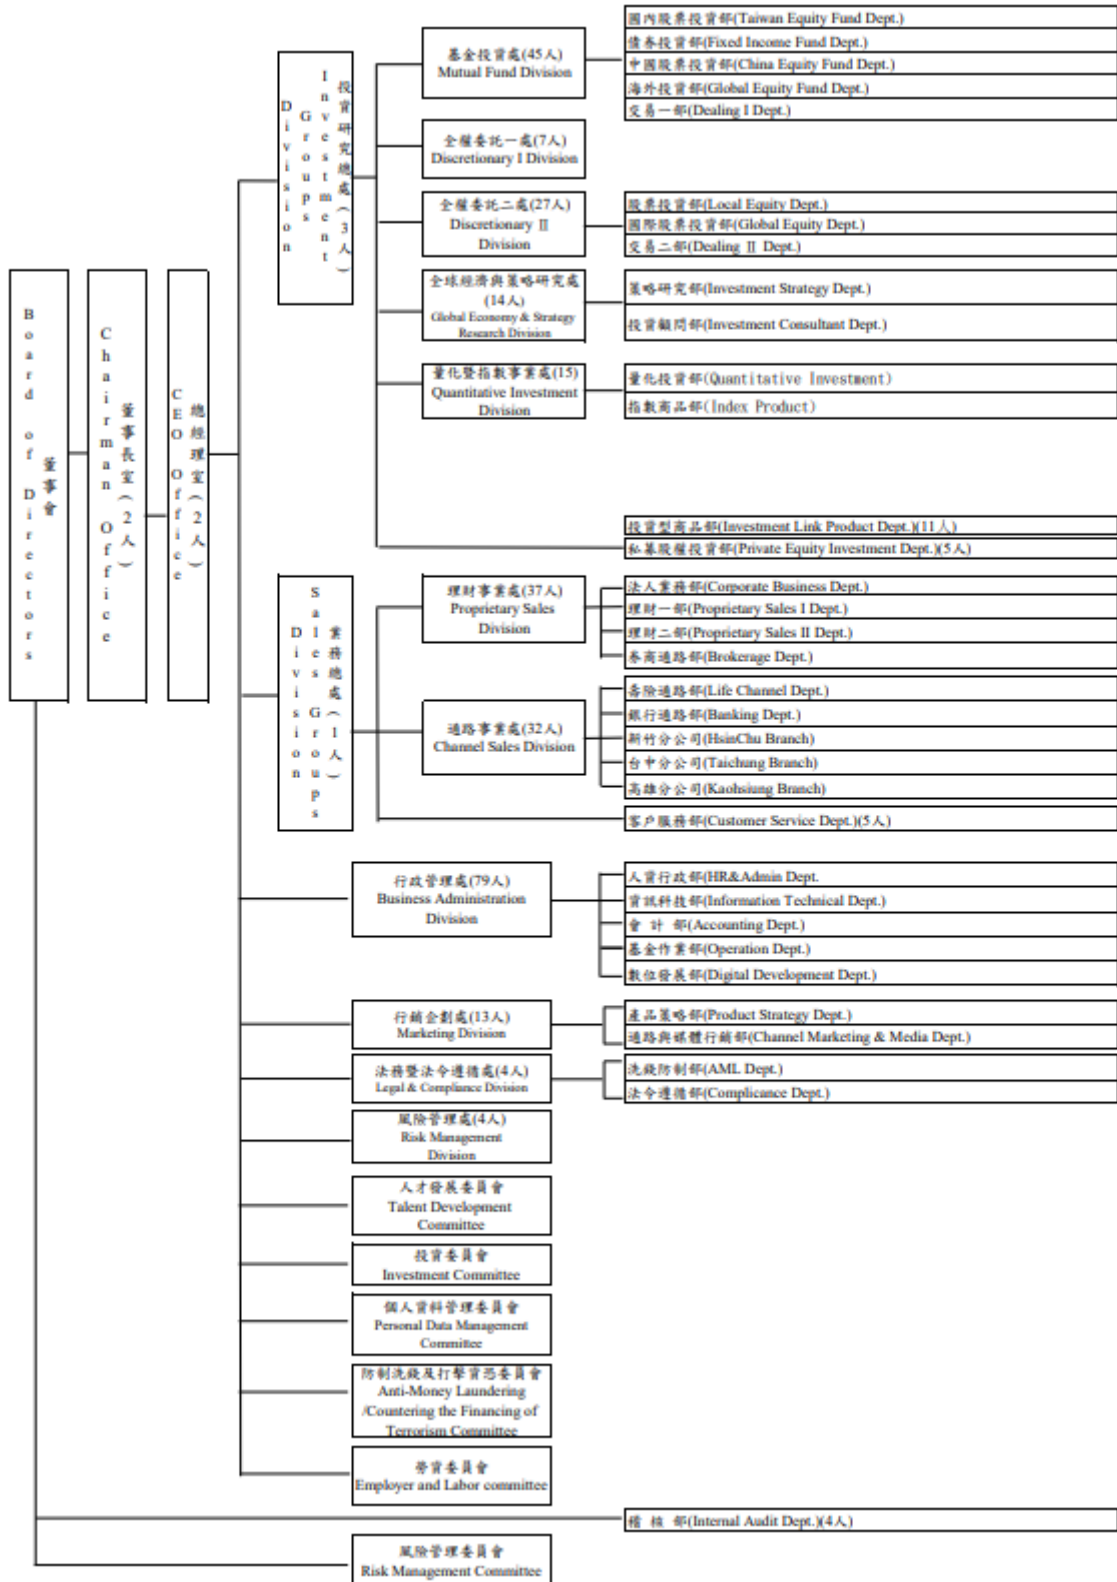 董事會
Board of Directors
董事長室(2人)
Chairman Office
總經理室(2人)
CEO Office
投資研究總處(3人)
Investment
Groups
Division
基金投資處(45人)
Mutual Fund Division
國內股票投資部(Taiwan Equity Fund Dept.)
債券投資部(Fixed Income Fund Dept.)
中國股票投資部(China Equity Fund Dept.)
海外投資部(Global Equity Fund Dept.)
交易一部(Dealing I Dept.)
全權委託一處(7人)
Discretionary I Division
全權委託二處(27人)
Discretionary II
Division
股票投資部(Local Equity Dept.)
國際股票投資部(Global Equity Dept.)
交易二部(Dealing II Dept.)
全球經濟與策略研究處
(14人)
Global Economy & Strategy
Research Division
策略研究部(Investment Strategy Dept.)
投資顧問部(Investment Consultant Dept.)
量化暨指數事業處(15)
Quantitative Investment
Division
量化投資部(Quantitative Investment)
指數商品部(Index Product)
投資型商品部(Investment Link Product Dept.)(11人)
私募股權投資部(Private Equity Investment Dept.)(5人)
業務總處(1人)
Sales Groups
Division
理財事業處(37人)
Proprietary Sales
Division
法人業務部(Corporate Business Dept.)
理財一部(Proprietary Sales I Dept.)
理財二部(Proprietary Sales II Dept.)
券商通路部(Brokerage Dept.)
通路事業處(32人)
Channel Sales Division
壽險通路部(Life Channel Dept.)
銀行通路部(Banking Dept.)
新竹分公司(HsinChu Branch)
台中分公司(Taichung Branch)
高雄分公司(Kaohsiung Branch)
客戶服務部(Customer Service Dept.)(5人)
行政管理處(79人)
Business Administration
Division
人資行政部(HR&Admin Dept.
資訊科技部(Information Technical Dept.)
會 計 部(Accounting Dept.)
基金作業部(Operation Dept.)
數位發展部(Digital Development Dept.)
行銷企劃處(13人)
Marketing Division
產品策略部(Product Strategy Dept.)
通路與媒體行銷部(Channel Marketing & Media Dept.)
法務暨法令遵循處(4人)
Legal & Compliance Division
洗錢防制部(AML Dept.)
法令遵循部(Complicance Dept.)
風險管理處(4人)
Risk Management
Division
人才發展委員會
Talent Development
Committee
投資委員會
Investment Committee
個人資料管理委員會
Personal Data Management
Committee
防制洗錢及打擊資恐委員會
Anti-Money Laundering
/Countering the Financing of
Terrorism Committee
勞資委員會
Employer and Labor committee
稽 核 部(Internal Audit Dept.)(4人)
風險管理委員會
Risk Management Committee